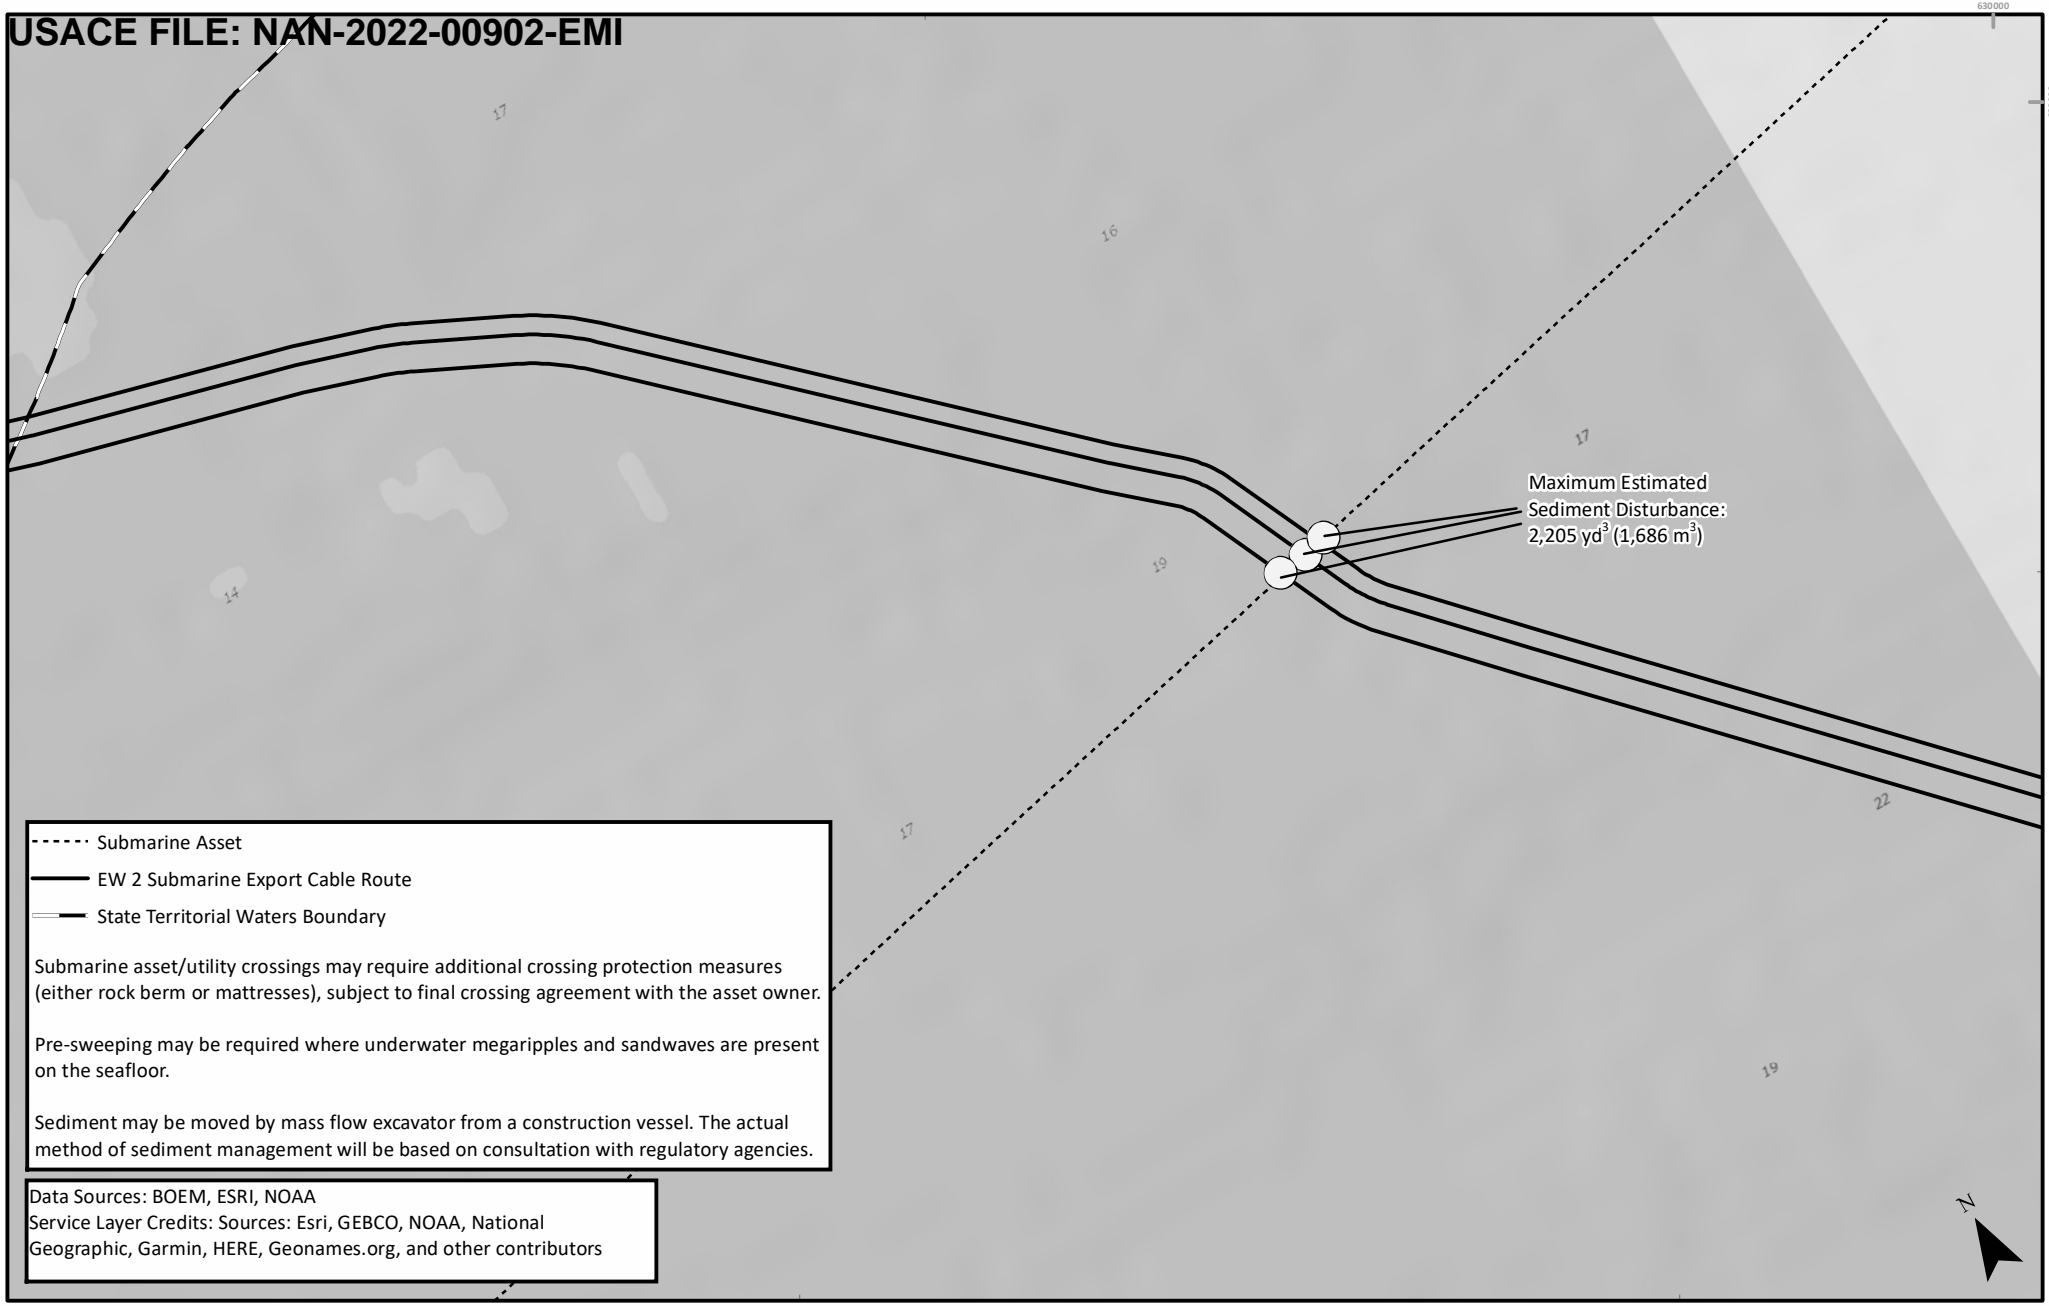 630000
USACE FILE: NAN-2022-00902-EMI
17
16
17
Maximum Estimated
Sediment Disturbance:
2,205 yd³ (1,686 m³)
19
14
22
17
19
Submarine Asset
EW 2 Submarine Export Cable Route
State Territorial Waters Boundary
Submarine asset/utility crossings may require additional crossing protection measures
(either rock berm or mattresses), subject to final crossing agreement with the asset owner.
Pre-sweeping may be required where underwater megaripples and sandwaves are present
on the seafloor.
Sediment may be moved by mass flow excavator from a construction vessel. The actual
method of sediment management will be based on consultation with regulatory agencies.
Data Sources: BOEM, ESRI, NOAA
Service Layer Credits: Sources: Esri, GEBCO, NOAA, National
Geographic, Garmin, HERE, Geonames.org, and other contributors
N